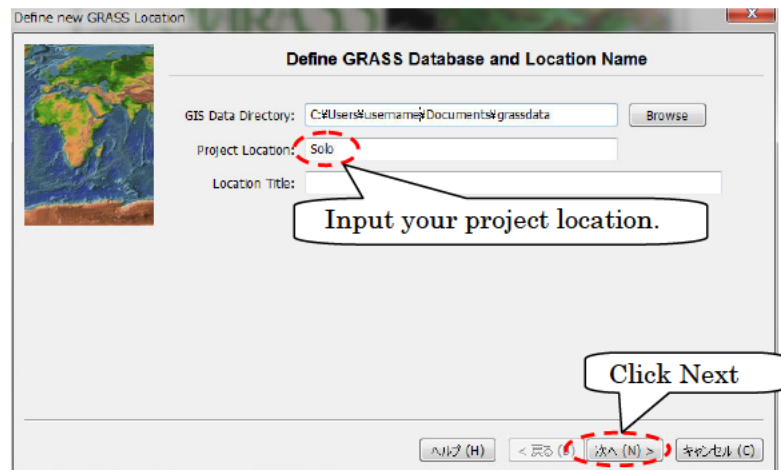 Define new GRASS Location
Define GRASS Database and Location Name
GIS Data Directory: C:¥Users¥username¥Documents¥grassdata Browse
Project Location: Solo
Location Title:
Input your project location.
Click Next
ヘルプ (H) < 戻る ( 次へ (N) > キャンセル (C)